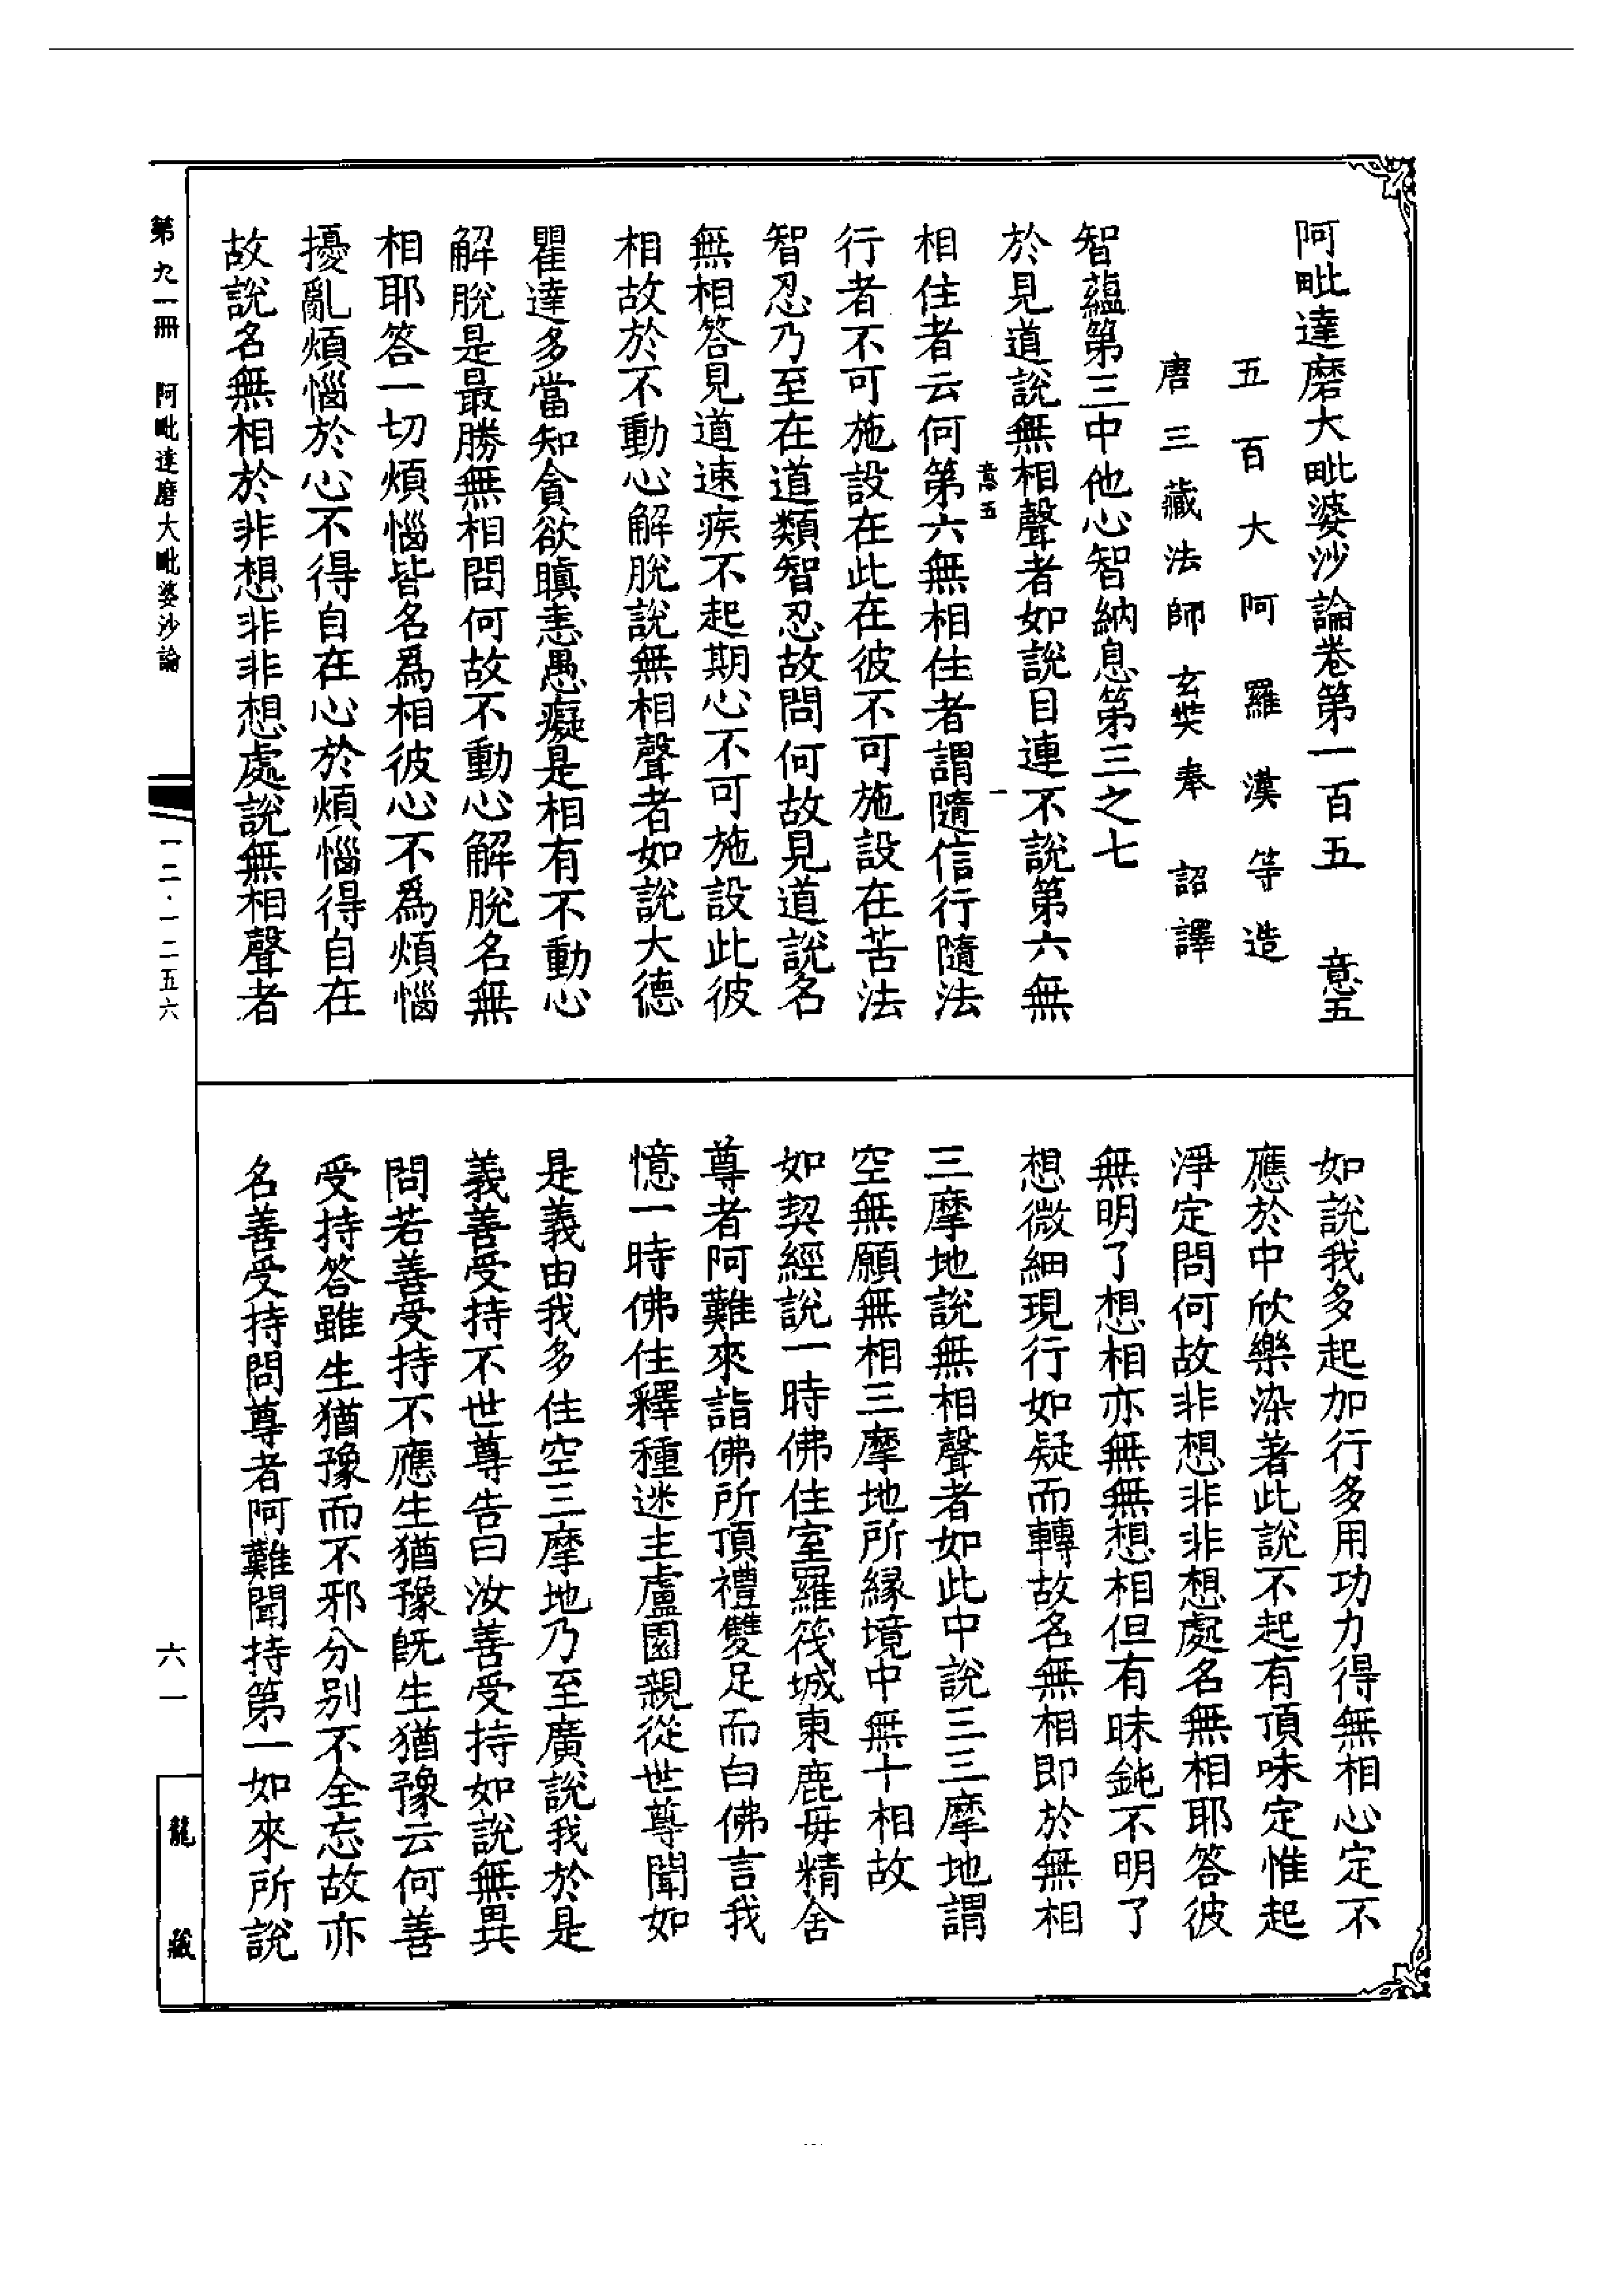 阿毗達磨大毗婆沙論卷第一百五　意五
五百大阿羅漢等造
唐三藏法師玄奘奉　詔譯
智蘊第三中他心智納息第三之七
於見道說無相聲者如說目連不說第六無
意五
一
相住者云何第六無相住者謂隨信行隨法
行者不可施設在此在彼不可施設在苦法
智忍乃至在道類智忍故問何故見道說名
無相答見道速疾不起期心不可施設此彼
相故於不動心解脫說無相聲者如說大德
瞿達多當知貪欲瞋恚愚癡是相有不動心
解脫是最勝無相問何故不動心解脫名無
相耶答一切煩惱皆名爲相彼心不爲煩惱
擾亂煩惱於心不得自在心於煩惱得自在
故說名無相於非想非非想處說無相聲者
如說我多起加行多用功力得無相心定不
應於中欣樂染著此說不起有頂味定惟起
淨定問何故非想非非想處名無相耶答彼
無明了想相亦無無想相但有昧鈍不明了
想微細現行如疑而轉故名無相即於無相
三摩地說無相聲者如此中說三三摩地謂
空無願無相三摩地所緣境中無十相故
如契經說一時佛住室羅筏城東鹿母精舍
尊者阿難來詣佛所頂禮雙足而白佛言我
憶一時佛住釋種迷主盧園親從世尊聞如
是義由我多住空三摩地乃至廣說我於是
義善受持不世尊告曰汝善受持如說無異
問若善受持不應生猶豫既生猶豫云何善
受持答雖生猶豫而不邪分別不全忘故亦
名善受持問尊者阿難聞持第一如來所說
第九一冊　阿毗達磨大毗婆沙論
一二·一二五六
六一
龍藏